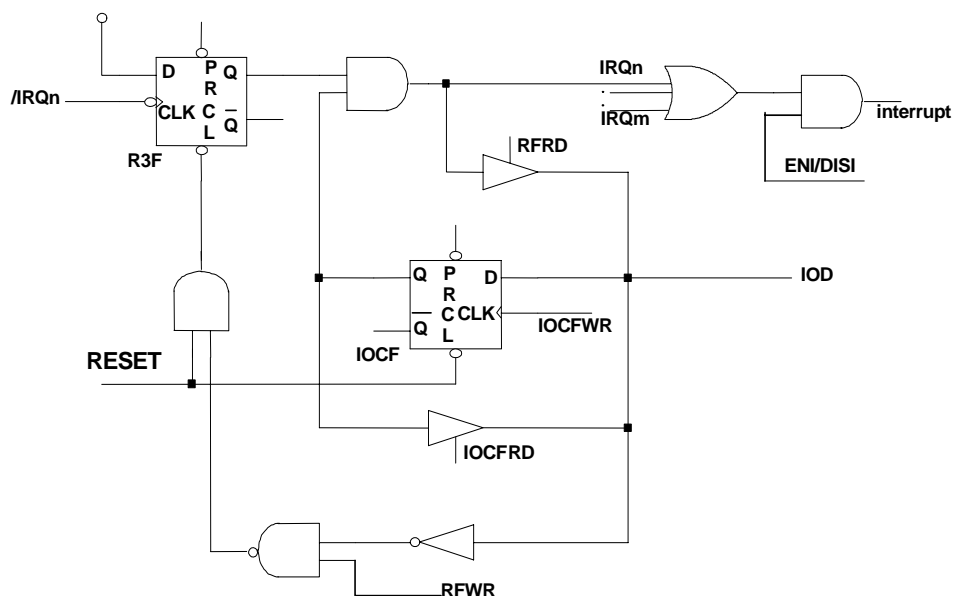 D P Q
R
/IRQn
CLK C Q
L
R3F
IRQn
.
.
IRQm
interrupt
ENI/DISI
RFRD
Q P D
R
Q C CLK
L
IOCF
IOCFWR
IOD
RESET
IOCFRD
RFWR